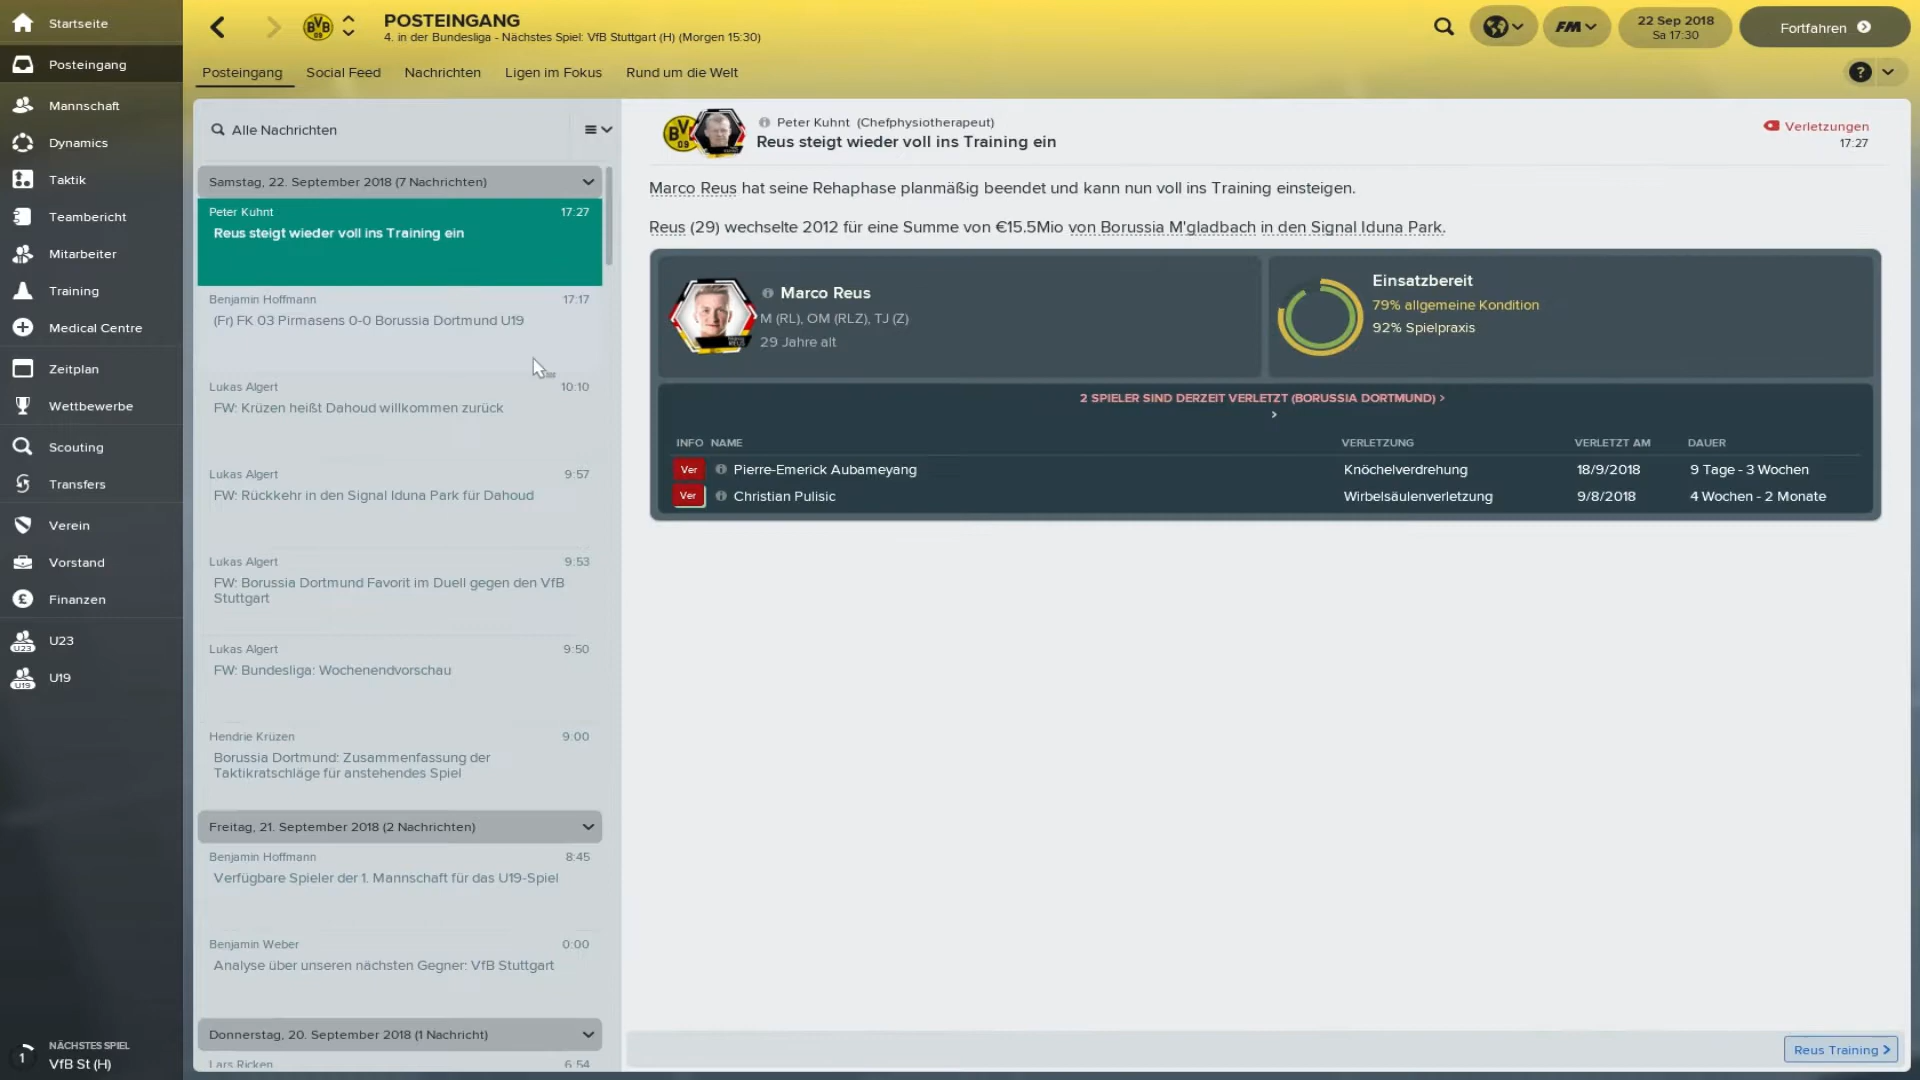 Startseite
Posteingang
Mannschaft
Dynamics
Taktik
Teambericht
Mitarbeiter
Training
Medical Centre
Zeitplan
Wettbewerbe
Scouting
Transfers
Verein
Vorstand
Finanzen
U23
U23
U19
U19
1
NÄCHSTES SPIEL
VfB St (H)
BVB
09
POSTEINGANG
4. in der Bundesliga - Nächstes Spiel: VfB Stuttgart (H) (Morgen 15:30)
FM
22 Sep 2018
Sa 17:30
Fortfahren
Posteingang
Social Feed
Nachrichten
Ligen im Fokus
Rund um die Welt
?
Alle Nachrichten
Samstag, 22. September 2018 (7 Nachrichten)
Peter Kuhnt 17:27
Reus steigt wieder voll ins Training ein
Benjamin Hoffmann 17:17
(Fr) FK 03 Pirmasens 0-0 Borussia Dortmund U19
Lukas Algert 10:10
FW: Krüzen heißt Dahoud willkommen zurück
Lukas Algert 9:57
FW: Rückkehr in den Signal Iduna Park für Dahoud
Lukas Algert 9:53
FW: Borussia Dortmund Favorit im Duell gegen den VfB
Stuttgart
Lukas Algert 9:50
FW: Bundesliga: Wochenendvorschau
Hendrie Krüzen 9:00
Borussia Dortmund: Zusammenfassung der
Taktikratschläge für anstehendes Spiel
Freitag, 21. September 2018 (2 Nachrichten)
Benjamin Hoffmann 8:45
Verfügbare Spieler der 1. Mannschaft für das U19-Spiel
Benjamin Weber 0:00
Analyse über unseren nächsten Gegner: VfB Stuttgart
Donnerstag, 20. September 2018 (1 Nachricht)
Lars Ricken 6:54
Peter Kuhnt (Chefphysiotherapeut)
Reus steigt wieder voll ins Training ein
Verletzungen
17:27
Marco Reus hat seine Rehaphase planmäßig beendet und kann nun voll ins Training einsteigen.
Reus (29) wechselte 2012 für eine Summe von €15.5Mio von Borussia M'gladbach in den Signal Iduna Park.
Marco Reus
M (RL), OM (RLZ), TJ (Z)
29 Jahre alt
Einsatzbereit
79% allgemeine Kondition
92% Spielpraxis
2 SPIELER SIND DERZEIT VERLETZT (BORUSSIA DORTMUND) >
>
INFO NAME VERLETZUNG VERLETZT AM DAUER
Ver Pierre-Emerick Aubameyang Knöchelverdrehung 18/9/2018 9 Tage - 3 Wochen
Ver Christian Pulisic Wirbelsäulenverletzung 9/8/2018 4 Wochen - 2 Monate
Reus Training >